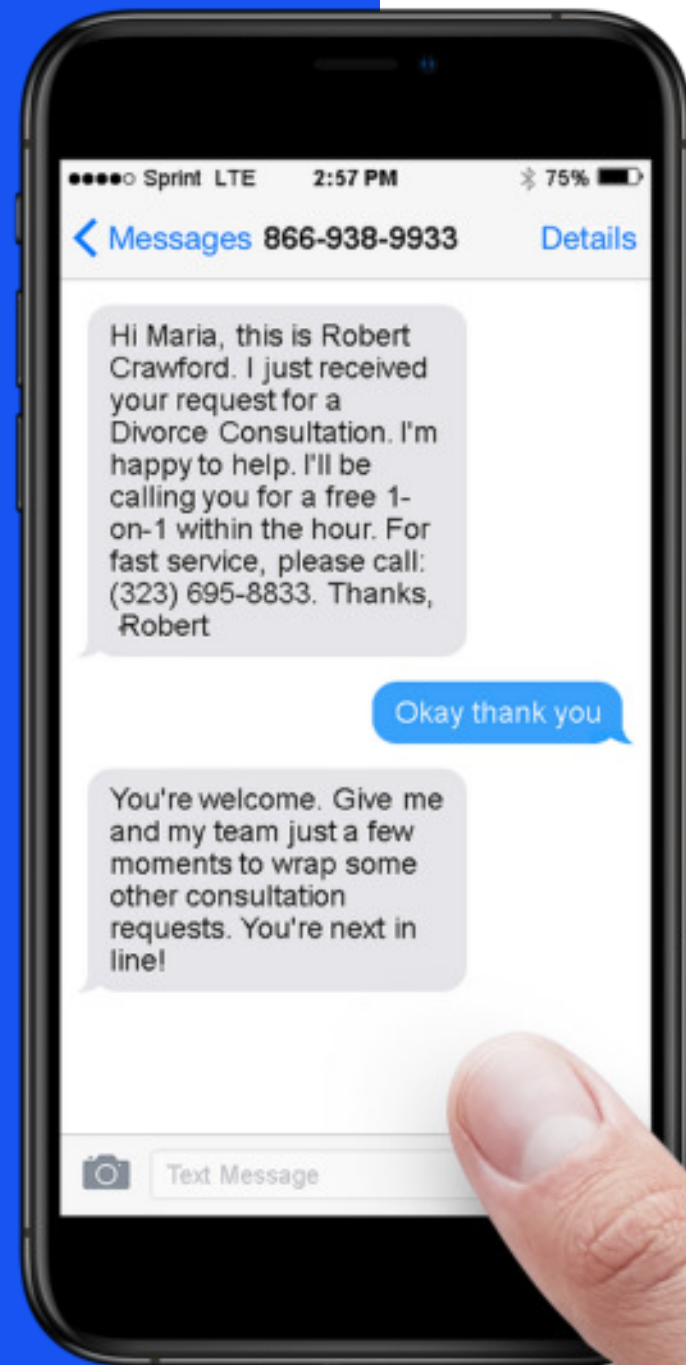 Sprint LTE 2:57 PM 75%
Messages 866-938-9933 Details
Hi Maria, this is Robert
Crawford. I just received
your request for a
Divorce Consultation. I'm
happy to help. I'll be
calling you for a free 1-
on-1 within the hour. For
fast service, please call:
(323) 695-8833. Thanks,
-Robert
Okay thank you
You're welcome. Give me
and my team just a few
moments to wrap some
other consultation
requests. You're next in
line!
Text Message